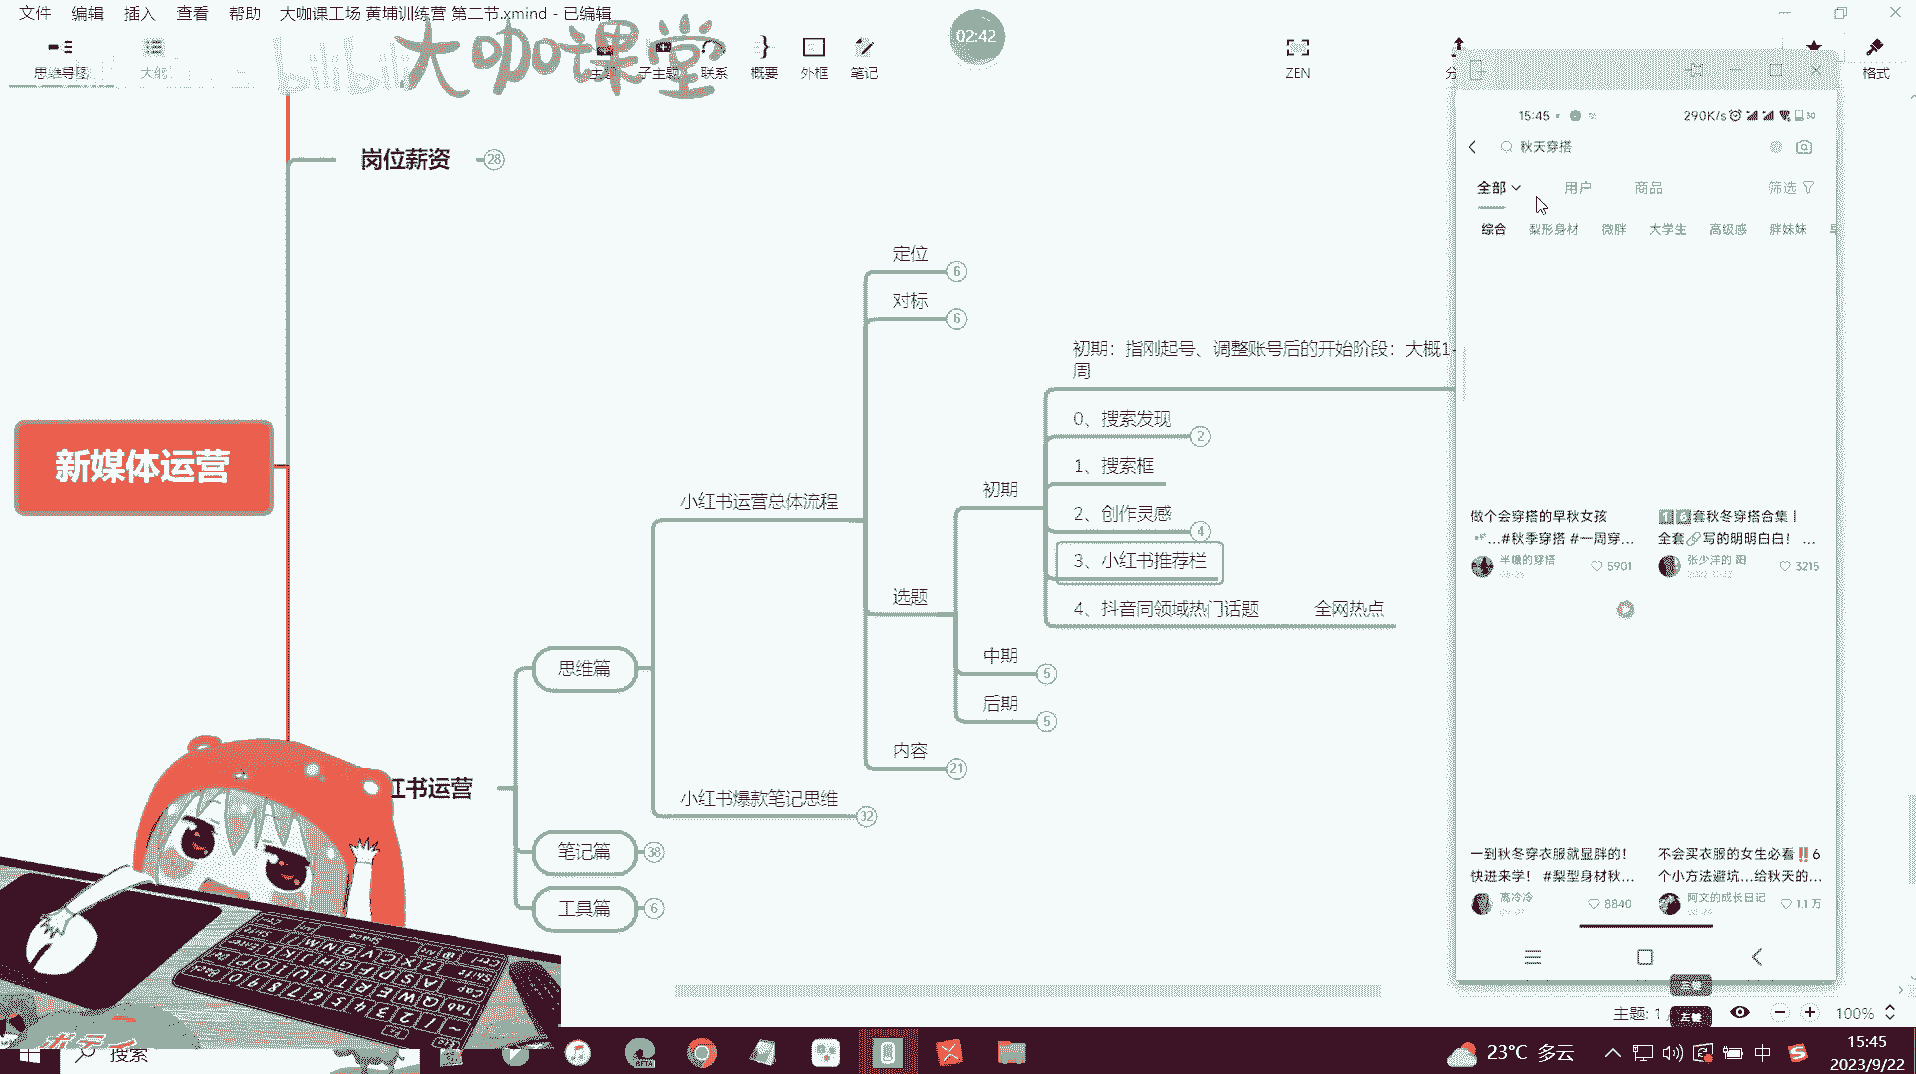 文件 编辑 插入 查看 帮助 大咖课工场 黄埔训练营 第二节.xmind - 已编辑
思维导图
bilibili
大咖课堂
主题 子主题 联系 概要 外框 笔记
02:42
ZEN
格式
岗位薪资 28
新媒体运营
红书运营
思维篇
笔记篇 38
工具篇 6
小红书运营总体流程
小红书爆款笔记思维 32
定位 6
对标 6
选题
内容 21
初期
中期 5
后期 5
初期：指刚起号、调整账号后的开始阶段：大概1-
周
0、搜索发现 2
1、搜索框
2、创作灵感 4
3、小红书推荐栏
4、抖音同领域热门话题 全网热点
15:45 290K/s 30
秋天穿搭
全部 用户 商品 筛选
综合 梨形身材 微胖 大学生 高级感 胖妹妹
做个会穿搭的早秋女孩
...#秋季穿搭 #一周穿...
半糖的穿搭
5901
16套秋冬穿搭合集|
全套🔗写的明明白白！ ...
3215
一到秋冬穿衣服就显胖的！
快进来学！ #梨型身材秋...
离冷冷
8840
不会买衣服的女生必看‼️6
个小方法避坑...给秋天的...
阿文的成长日记
1.1 万
左键
左键
主题: 1
100%
搜索
23°C 多云
中
15:45
2023/9/22